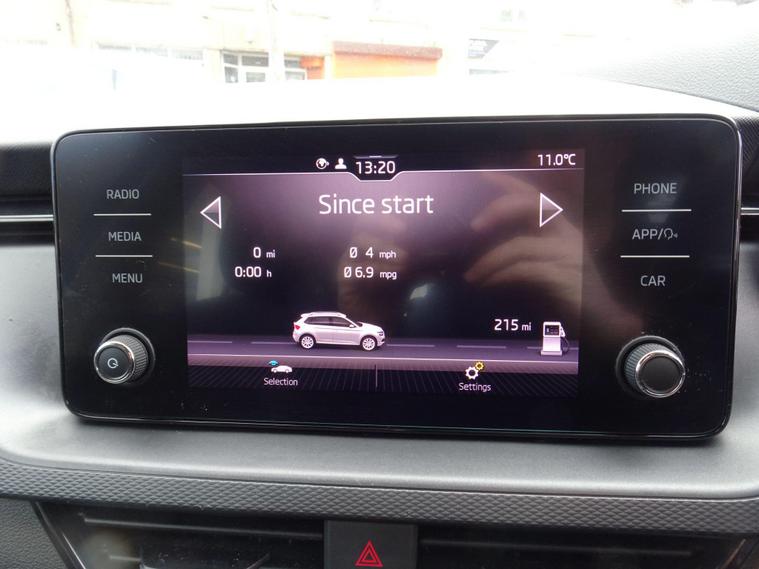 13:20
11.0°C
RADIO
Since start
PHONE
MEDIA
0 mi
Ø 4 mph
APP/
0:00 h
Ø 6.9 mpg
MENU
CAR
215 mi
Selection
Settings